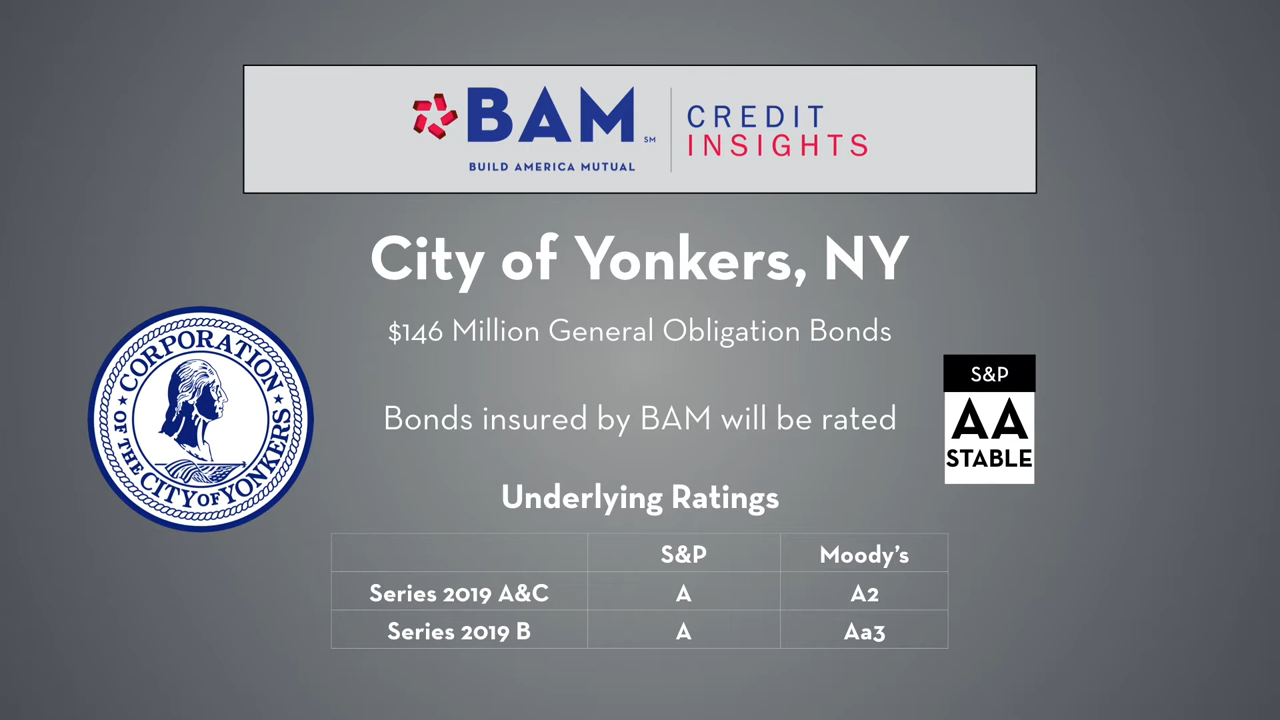 BAM SM
BUILD AMERICA MUTUAL
CREDIT
INSIGHTS
City of Yonkers, NY
$146 Million General Obligation Bonds
CORPORATION
OF THE CITY OF YONKERS
Bonds insured by BAM will be rated
S&P
AA
STABLE
Underlying Ratings
S&P Moody's
Series 2019 A&C A A2
Series 2019 B A Aa3